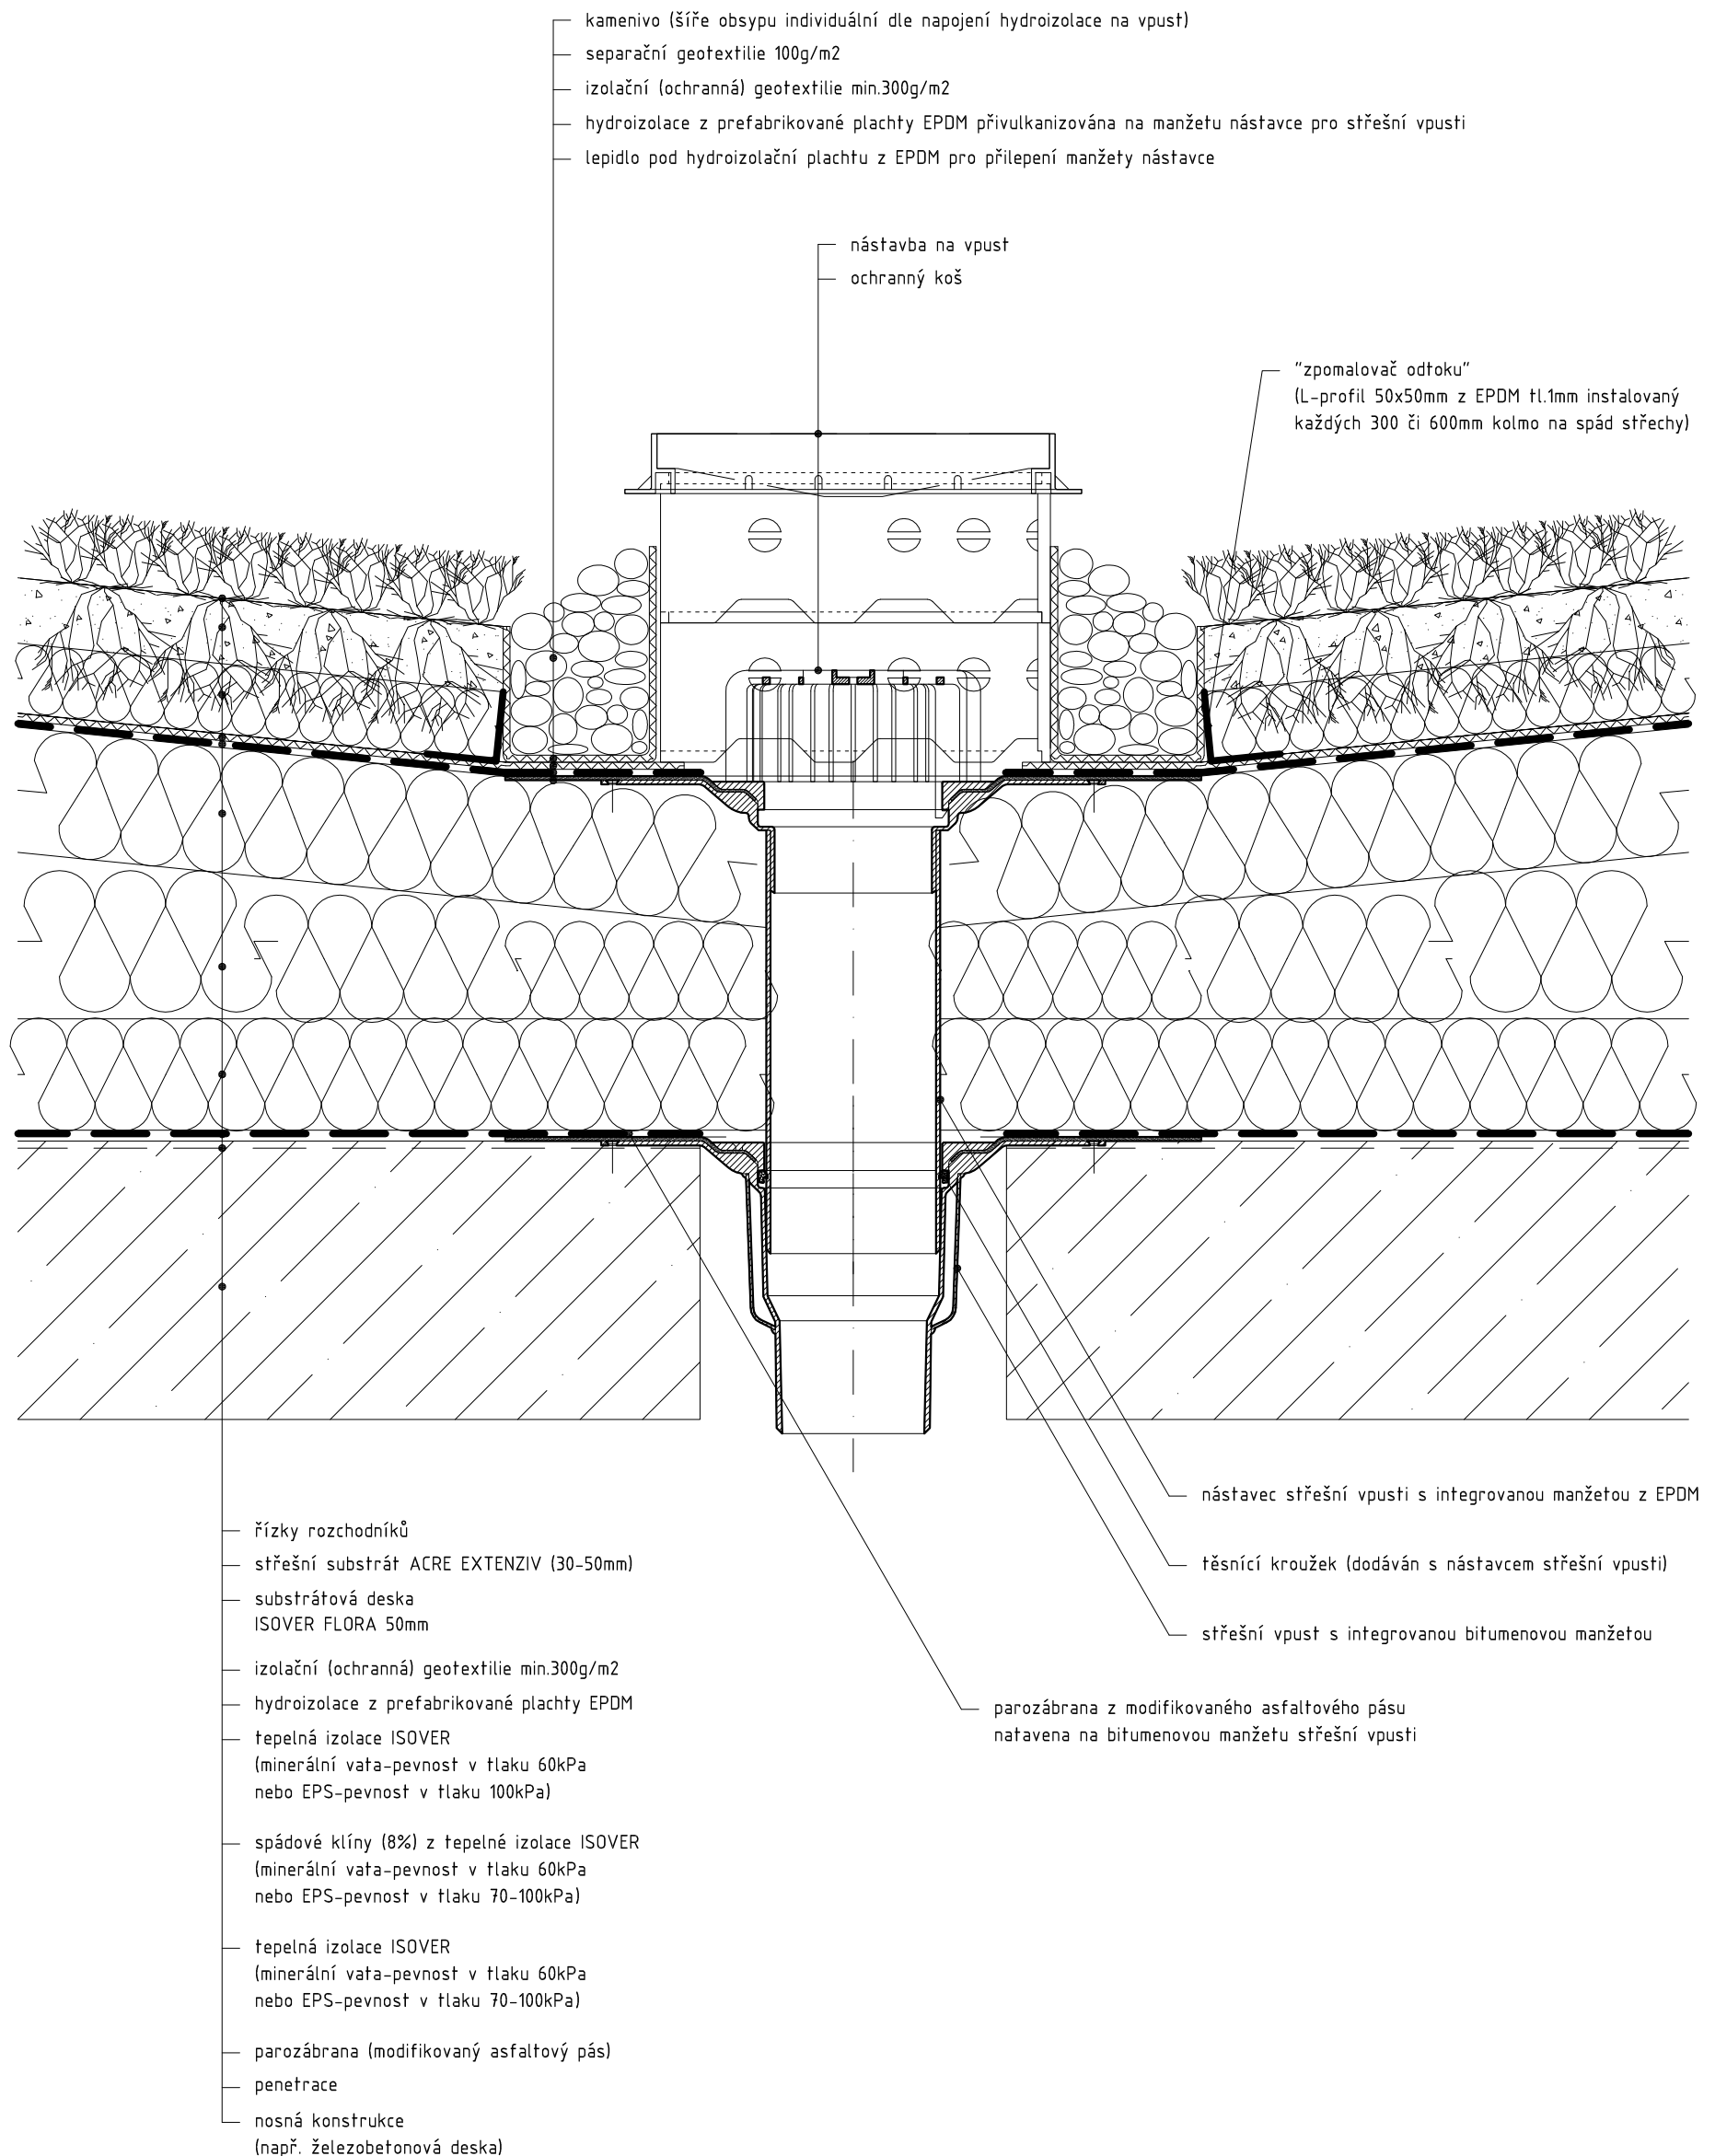 kamenivo (šíře obsypu individuální dle napojení hydroizolace na vpust)
separační geotextilie 100g/m2
izolační (ochranná) geotextilie min.300g/m2
hydroizolace z prefabrikované plachty EPDM přivulkanizována na manžetu nástavce pro střešní vpusti
lepidlo pod hydroizolační plachtu z EPDM pro přilepení manžety nástavce
nástavba na vpust
ochranný koš
"zpomalovač odtoku"
(L-profil 50x50mm z EPDM tl.1mm instalovaný
každých 300 či 600mm kolmo na spád střechy)
nástavec střešní vpusti s integrovanou manžetou z EPDM
těsnící kroužek (dodáván s nástavcem střešní vpusti)
střešní vpust s integrovanou bitumenovou manžetou
parozábrana z modifikovaného asfaltového pásu
natavena na bitumenovou manžetu střešní vpusti
řízky rozchodníků
střešní substrát ACRE EXTENZIV (30-50mm)
substrátová deska
ISOVER FLORA 50mm
izolační (ochranná) geotextilie min.300g/m2
hydroizolace z prefabrikované plachty EPDM
tepelná izolace ISOVER
(minerální vata-pevnost v tlaku 60kPa
nebo EPS-pevnost v tlaku 100kPa)
spádové klíny (8%) z tepelné izolace ISOVER
(minerální vata-pevnost v tlaku 60kPa
nebo EPS-pevnost v tlaku 70-100kPa)
tepelná izolace ISOVER
(minerální vata-pevnost v tlaku 60kPa
nebo EPS-pevnost v tlaku 70-100kPa)
parozábrana (modifikovaný asfaltový pás)
penetrace
nosná konstrukce
(např. železobetonová deska)